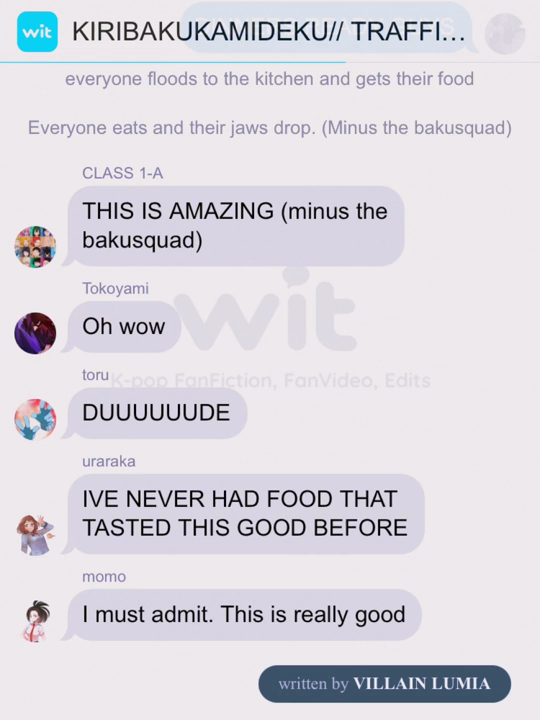 wit
KIRIBAKUKAMIDEKU// TRAFFI...
everyone floods to the kitchen and gets their food
Everyone eats and their jaws drop. (Minus the bakusquad)
CLASS 1-A
THIS IS AMAZING (minus the
bakusquad)
Tokoyami
Oh wow
wit
toru
K-pop FanFiction, FanVideo, Edits
DUUUUUUDE
uraraka
IVE NEVER HAD FOOD THAT
TASTED THIS GOOD BEFORE
momo
I must admit. This is really good
written by VILLAIN LUMIA